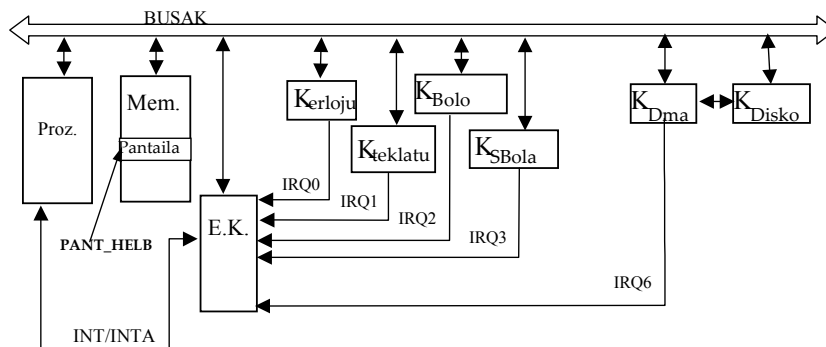 BUSAK
Proz.
Mem.
Pantaila
Kerloju
Kteklatu
KBolo
KSBola
KDma
KDisko
IRQ0
IRQ1
IRQ2
IRQ3
E.K.
PANT_HELB
IRQ6
INT/INTA